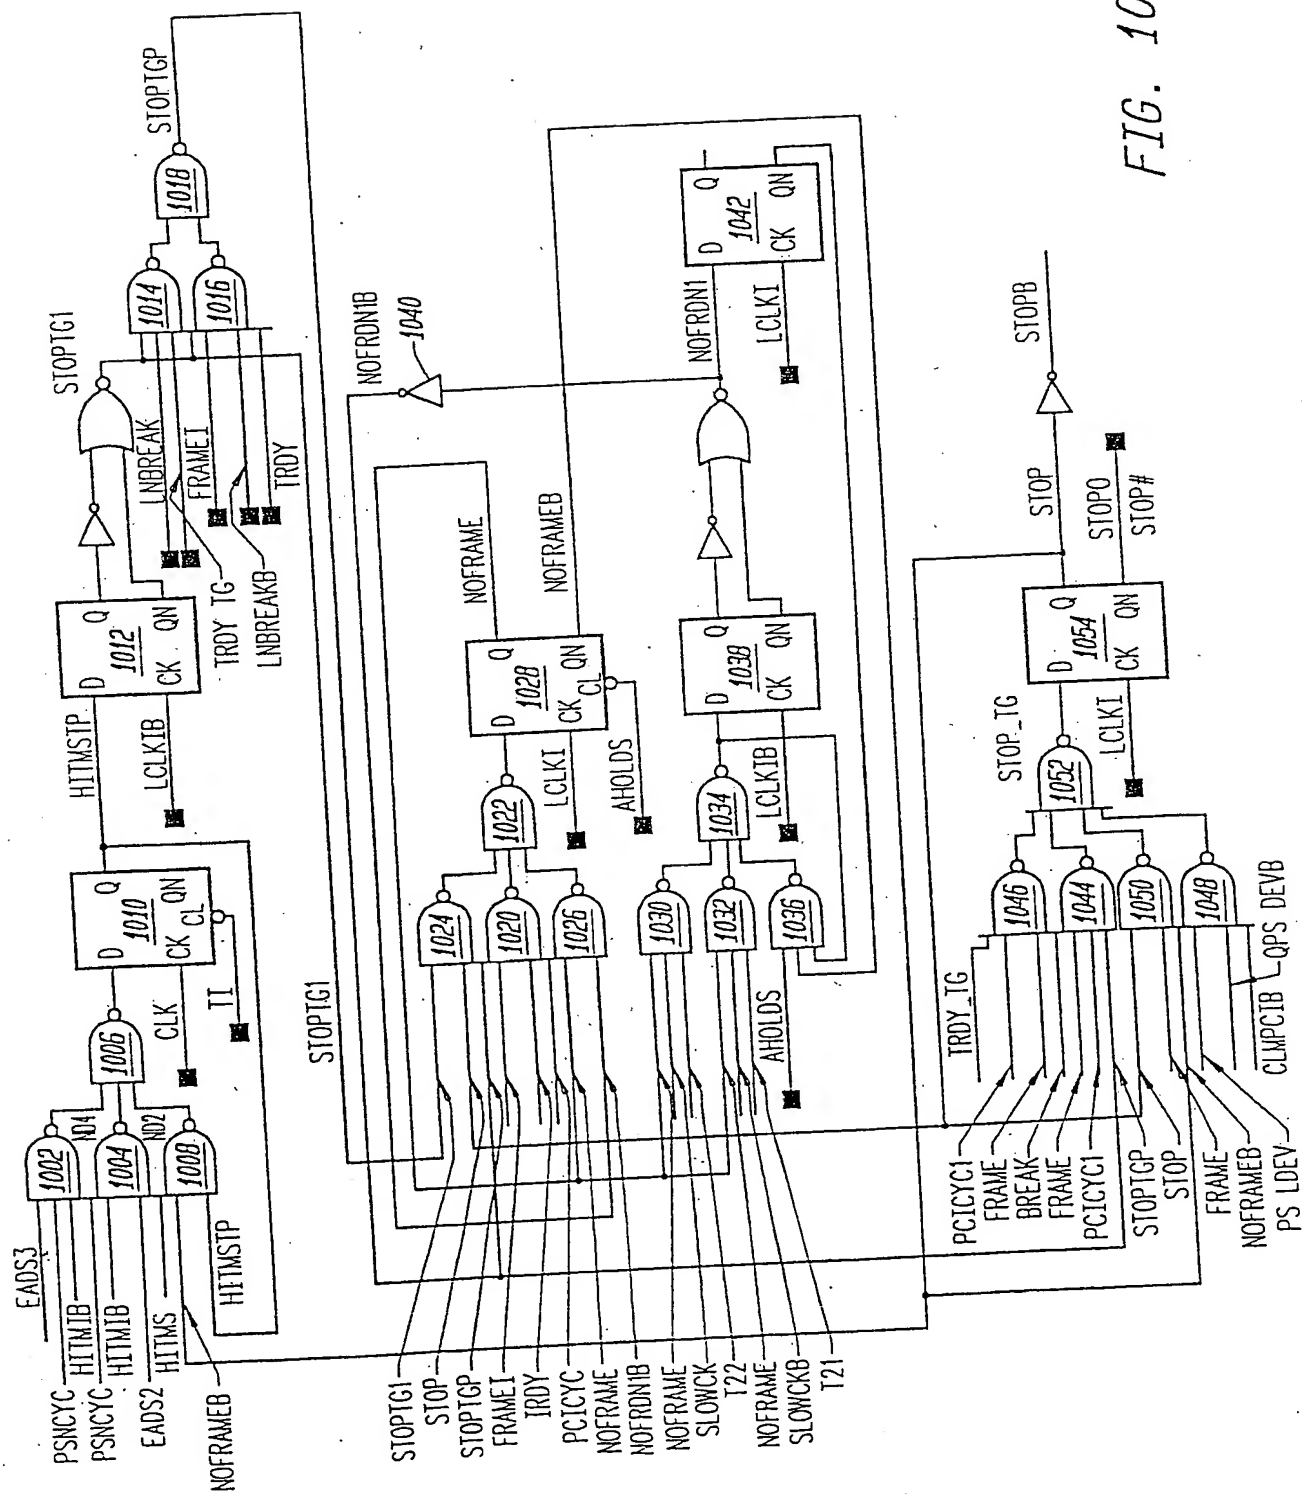 EADS3
PSNCYC
HITMIB
PSNCYC
HITMIB
EADS2
HITMS
NOFRAMEB
HITMSTP
1002
ND4
1004
ND2
1008
1006
CLK
TI
D
Q
1010
CK
QN
CL
HITMSTP
LCLKIB
D
Q
1012
CK
QN
STOPTG1
LNBREAK
FRAMEI
TRDY TG
LNBREAKB
TRDY
1014
1016
1018
STOPTGP
STOPTG1
STOPTG1
STOP
STOPTGP
FRAMEI
IRDY
PCICYC
NOFRAME
NOFRDN1B
NOFRAME
SLOWCK
T22
NOFRAME
SLOWCKB
T21
1024
1020
1026
1022
LCLKI
AHOLDS
D
Q
1028
CK
QN
CL
NOFRAME
NOFRAMEB
NOFRDN1B
1040
1030
1032
1036
AHOLDS
1034
LCLKIB
D
Q
1038
CK
QN
NOFRDN1
LCLKI
D
Q
1042
CK
QN
TRDY_TG
PCICYC1
FRAME
BREAK
FRAME
PCICYC1
STOPTGP
STOP
FRAME
NOFRAMEB
PS LDEV
CLMPCIB
QPS DEVB
1046
1044
1050
1048
1052
STOP_TG
LCLKI
D
Q
1054
CK
QN
STOP
STOPO
STOP#
STOPB
FIG. 10